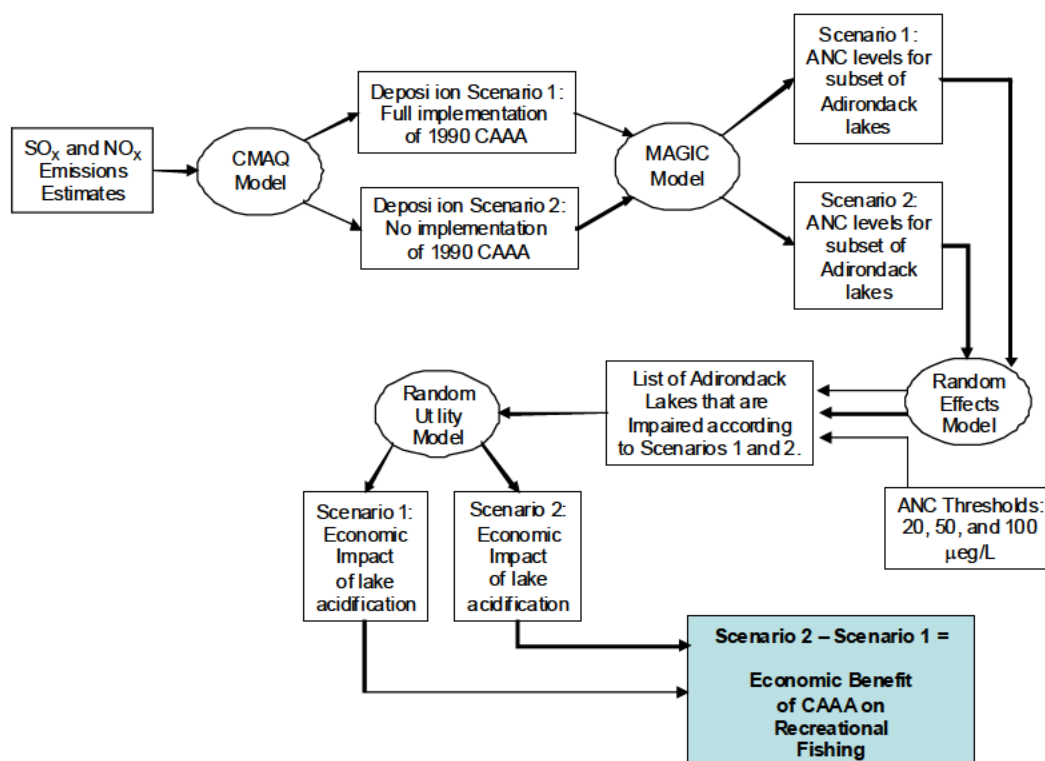 SOx and NOx
Emissions
Estimates
CMAQ
Model
Deposi ion Scenario 1:
Full implementation
of 1990 CAAA
Deposi ion Scenario 2:
No implementation
of 1990 CAAA
MAGIC
Model
Scenario 1:
ANC levels for
subset of
Adirondack
lakes
Scenario 2:
ANC levels for
subset of
Adirondack
lakes
Random
Effects
Model
ANC Thresholds:
20, 50, and 100
µeg/L
List of Adirondack
Lakes that are
Impaired according
to Scenarios 1 and 2.
Random
Utility
Model
Scenario 1:
Economic
Impact
of lake
acidification
Scenario 2:
Economic
Impact
of lake
acidification
Scenario 2 – Scenario 1 =
Economic Benefit
of CAAA on
Recreational
Fishing